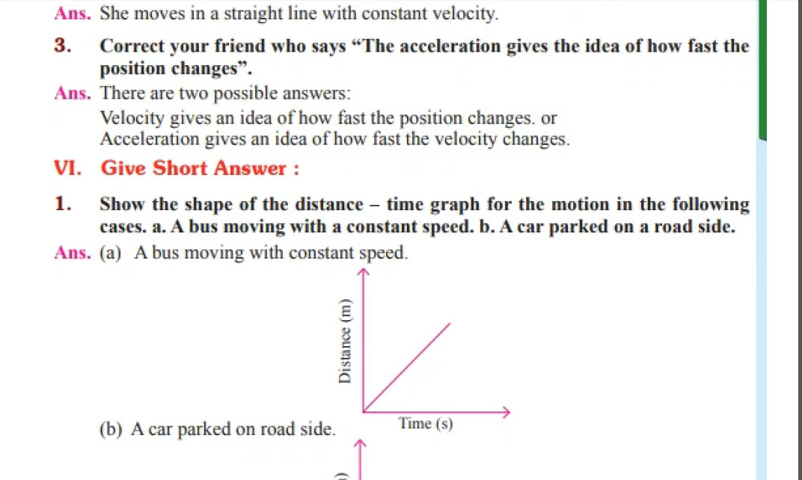 Ans. She moves in a straight line with constant velocity.
3. Correct your friend who says “The acceleration gives the idea of how fast the
position changes”.
Ans. There are two possible answers:
Velocity gives an idea of how fast the position changes. or
Acceleration gives an idea of how fast the velocity changes.
VI. Give Short Answer :
1. Show the shape of the distance – time graph for the motion in the following
cases. a. A bus moving with a constant speed. b. A car parked on a road side.
Ans. (a) A bus moving with constant speed.
Distance (m)
Time (s)
(b) A car parked on road side.